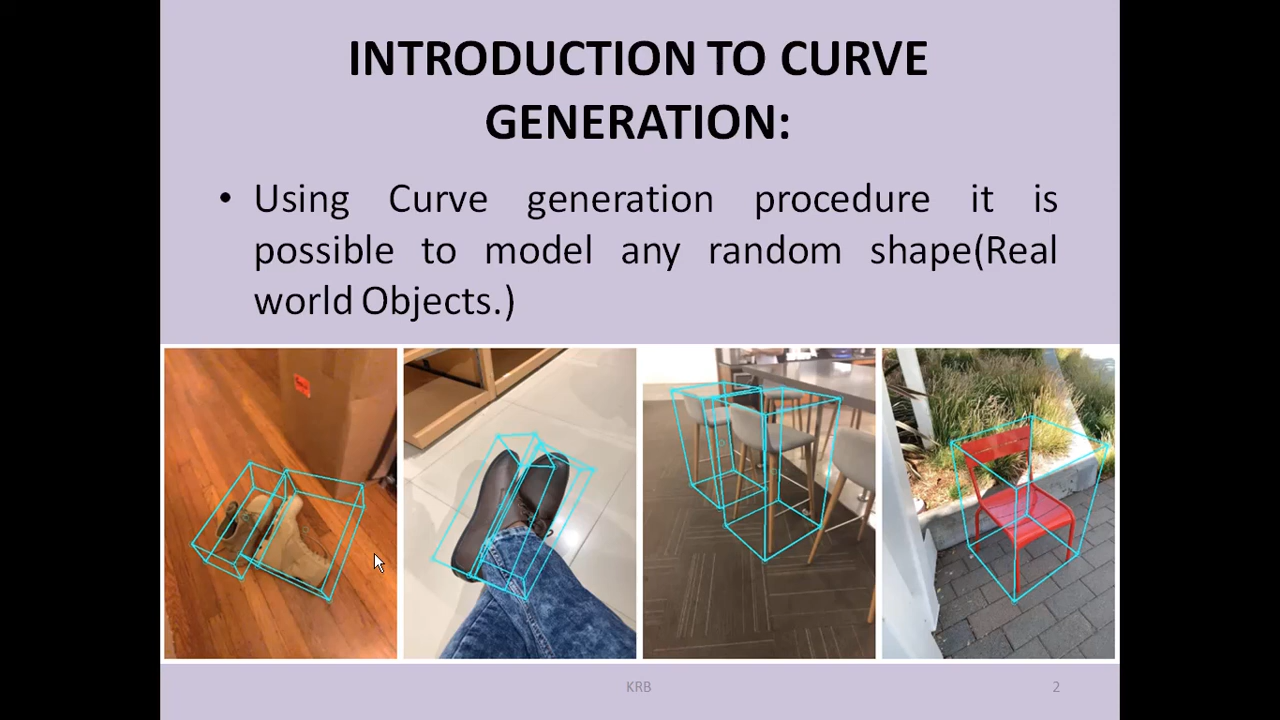 INTRODUCTION TO CURVE
GENERATION:
• Using Curve generation procedure it is
possible to model any random shape(Real
world Objects.)
KRB
2